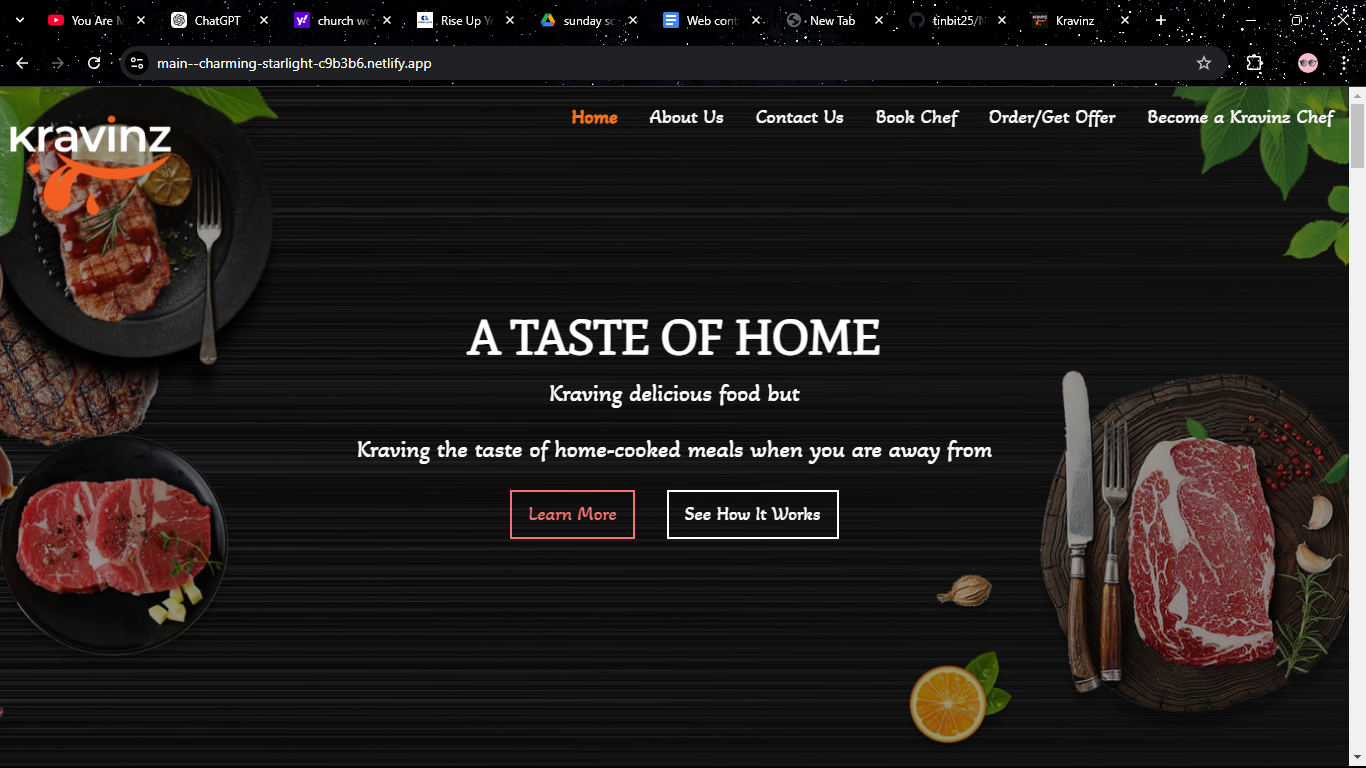 You Are M
ChatGPT
church we
Rise Up Yo
sunday sc
Web cont
New Tab
tinbit25/N
Kravinz
main--charming-starlight-c9b3b6.netlify.app
kravinz
Home
About Us
Contact Us
Book Chef
Order/Get Offer
Become a Kravinz Chef
A TASTE OF HOME
Kraving delicious food but
Kraving the taste of home-cooked meals when you are away from
Learn More
See How It Works